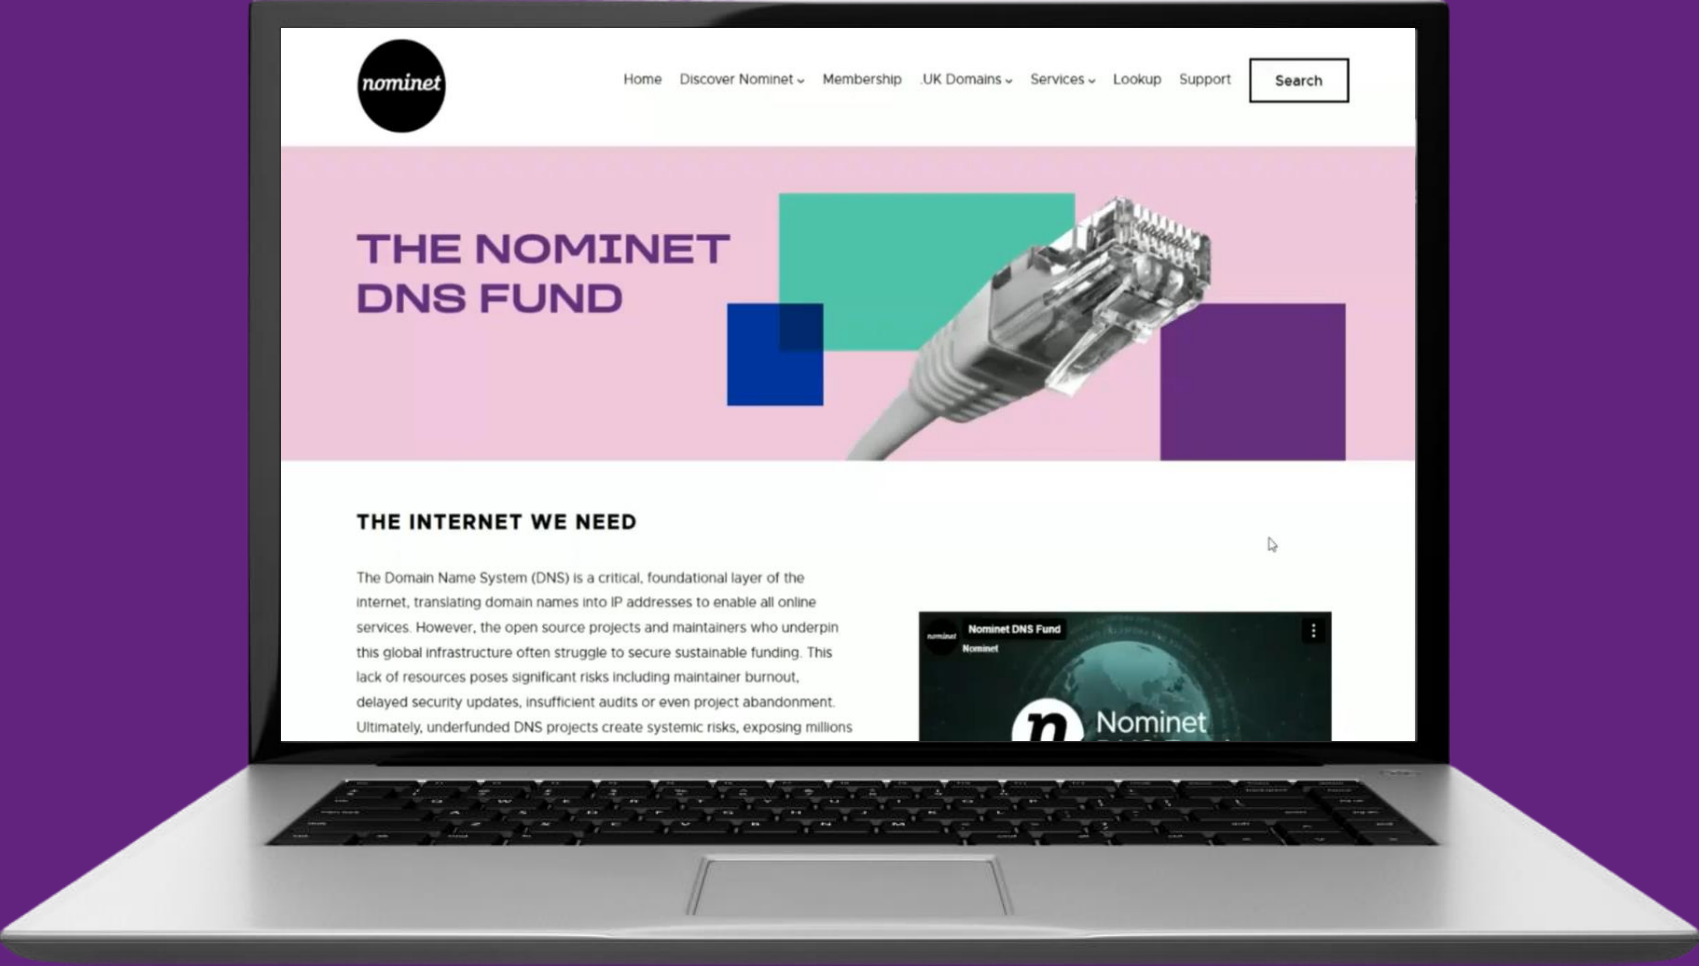 nominet
Home Discover Nominet Membership .UK Domains Services Lookup Support Search
THE NOMINET
DNS FUND
THE INTERNET WE NEED
The Domain Name System (DNS) is a critical, foundational layer of the
internet, translating domain names into IP addresses to enable all online
services. However, the open source projects and maintainers who underpin
this global infrastructure often struggle to secure sustainable funding. This
lack of resources poses significant risks including maintainer burnout,
delayed security updates, insufficient audits or even project abandonment.
Ultimately, underfunded DNS projects create systemic risks, exposing millions
nominet
Nominet DNS Fund
Nominet
n
Nominet